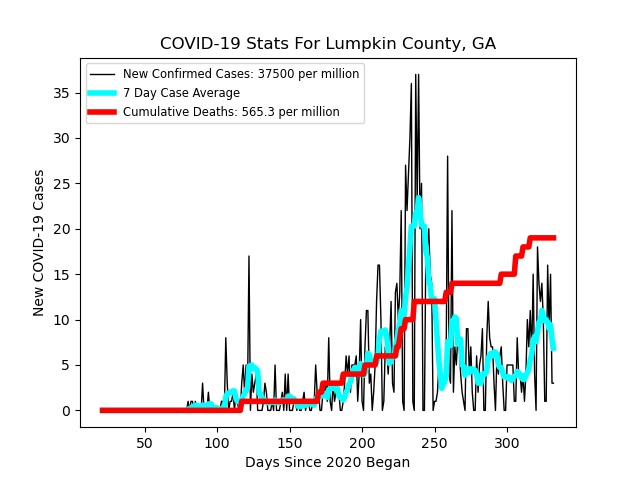 COVID-19 Stats For Lumpkin County, GA
New Confirmed Cases: 37500 per million
7 Day Case Average
Cumulative Deaths: 565.3 per million
New COVID-19 Cases
35
30
25
20
15
10
5
0
50 100 150 200 250 300
Days Since 2020 Began